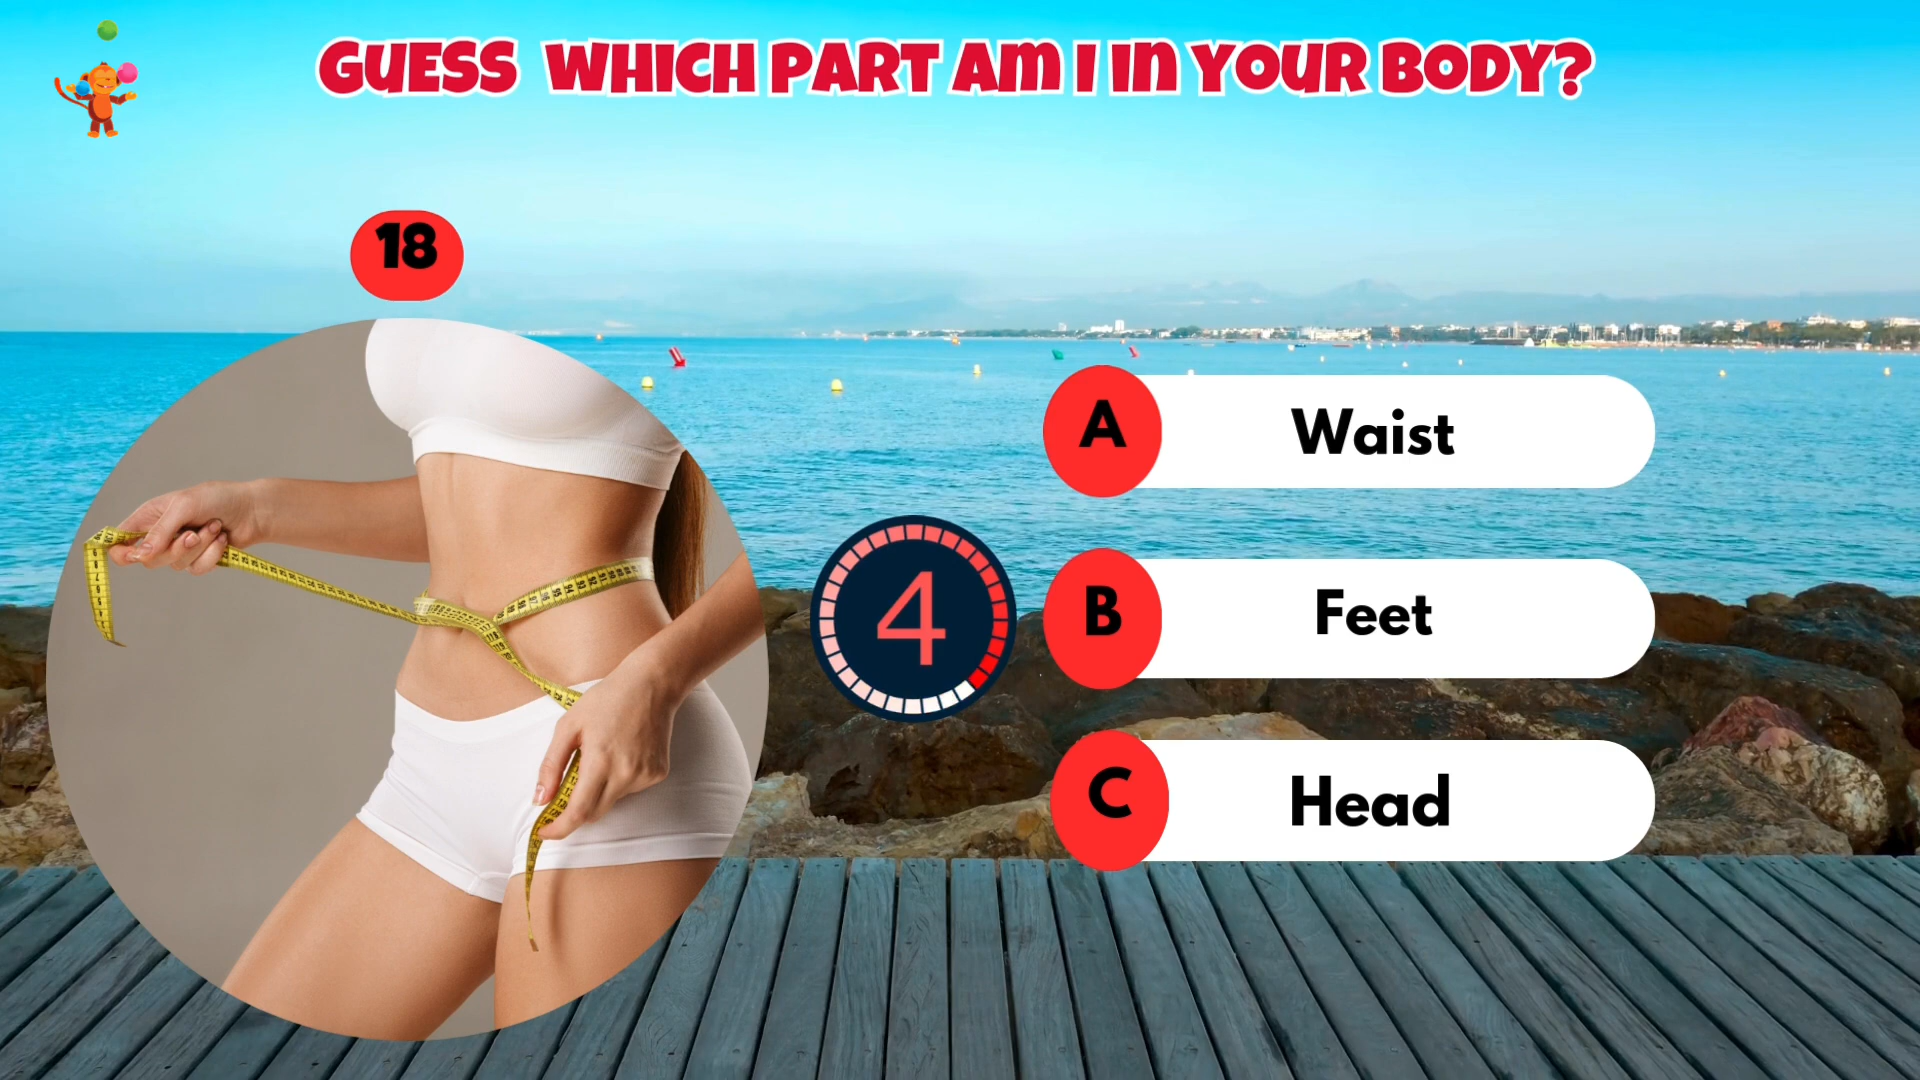 GUESS WHICH PART AM I IN YOUR BODY?
18
A Waist
4
B Feet
C Head